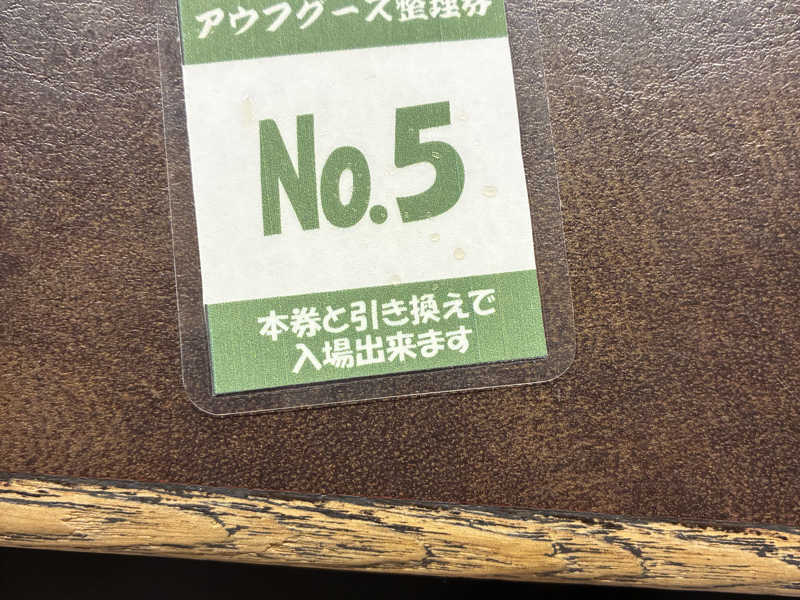 アウフグース整理券
No.5
本券と引き換えで
入場出来ます